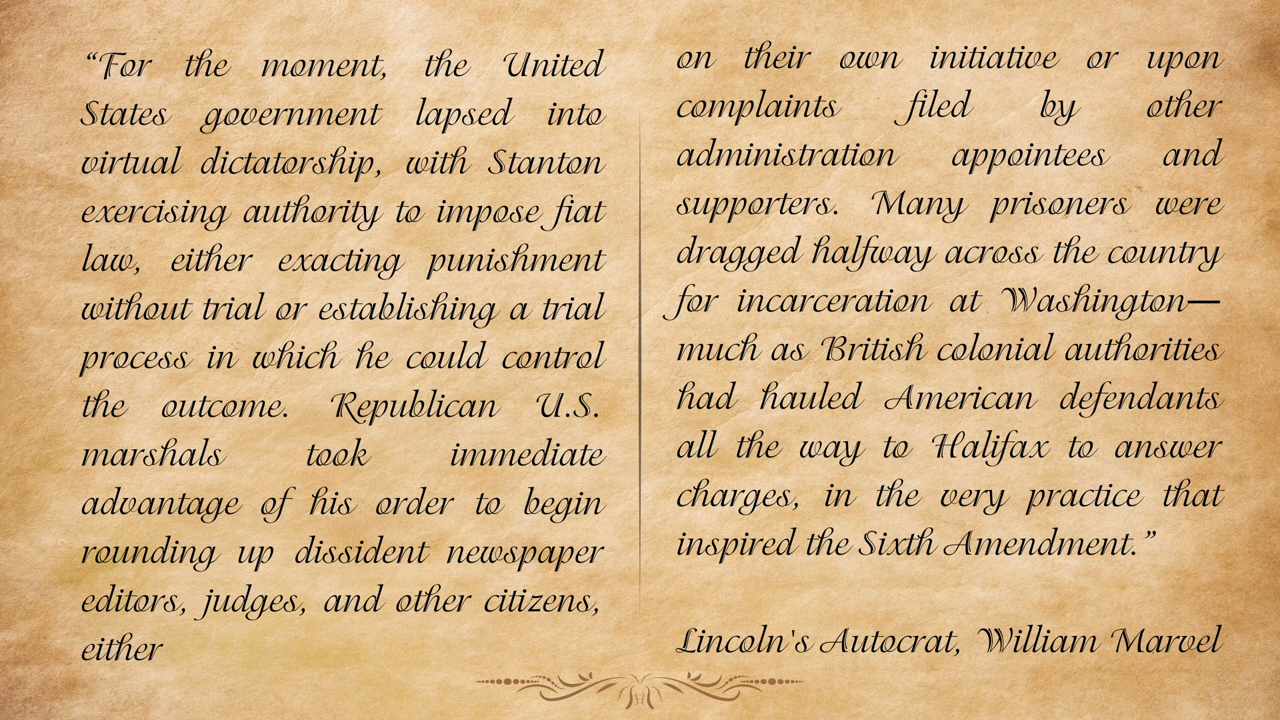 “For the moment, the United
States government lapsed into
virtual dictatorship, with Stanton
exercising authority to impose fiat
law, either exacting punishment
without trial or establishing a trial
process in which he could control
the outcome. Republican U.S.
marshals took immediate
advantage of his order to begin
rounding up dissident newspaper
editors, judges, and other citizens,
either
on their own initiative or upon
complaints filed by other
administration appointees and
supporters. Many prisoners were
dragged halfway across the country
for incarceration at Washington—
much as British colonial authorities
had hauled American defendants
all the way to Halifax to answer
charges, in the very practice that
inspired the Sixth Amendment.”
Lincoln's Autocrat, William Marvel